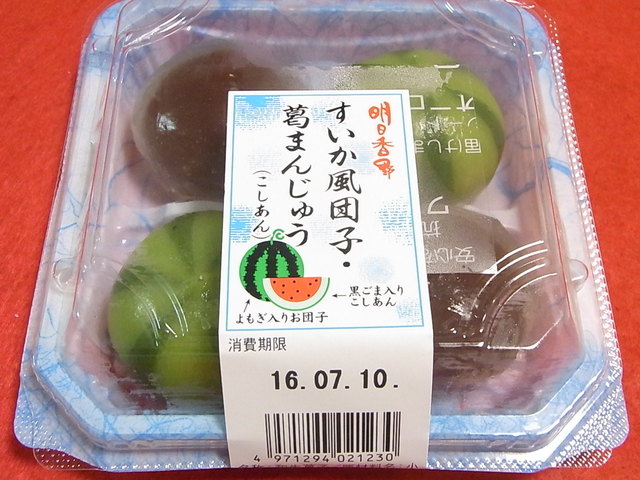 明日香野
すいか風団子・
葛まんじゅう
(こしあん)
黒ごま入り
こしあん
よもぎ入りお団子
消費期限
16.07.10.
4 971294 021230